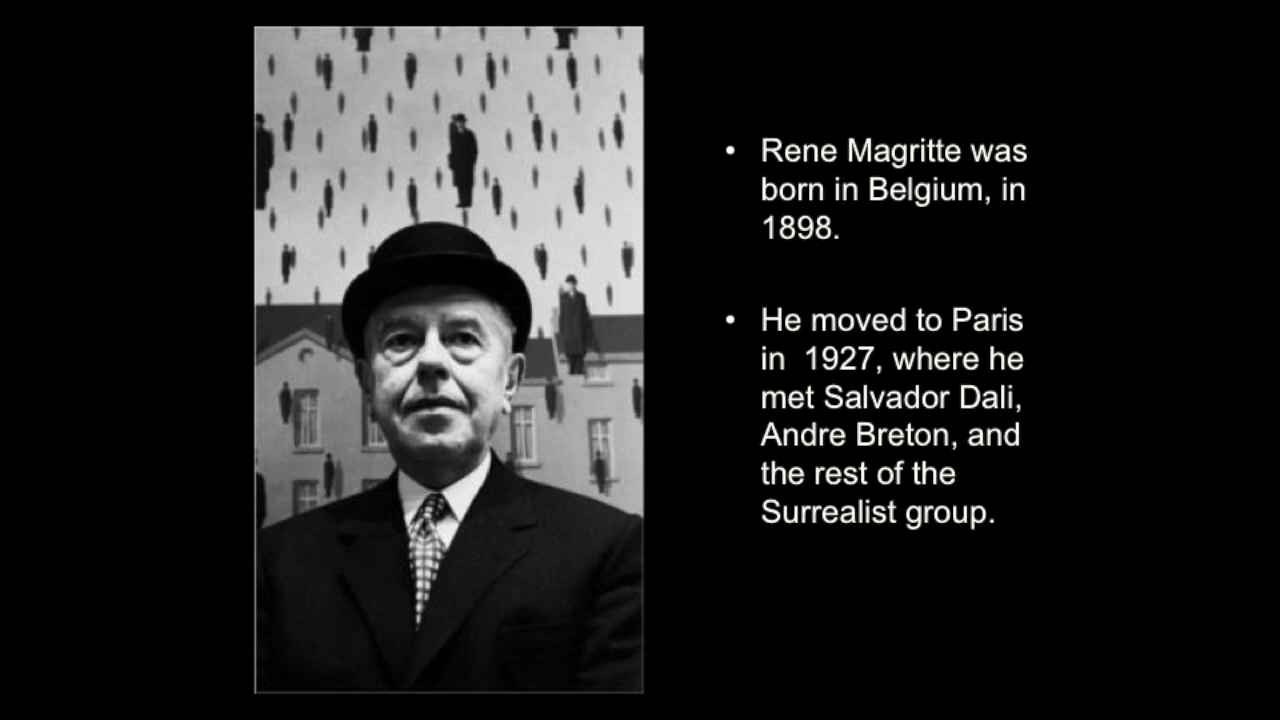 • Rene Magritte was
born in Belgium, in
1898.
• He moved to Paris
in  1927, where he
met Salvador Dali,
Andre Breton, and
the rest of the
Surrealist group.